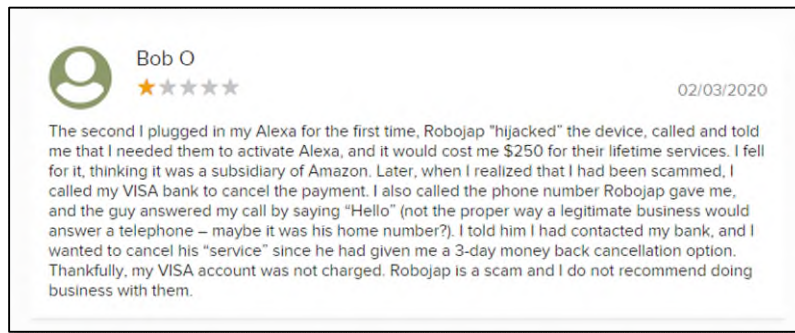 Bob O
02/03/2020
The second I plugged in my Alexa for the first time, Robojap "hijacked” the device, called and told
me that I needed them to activate Alexa, and it would cost me $250 for their lifetime services. I fell
for it, thinking it was a subsidiary of Amazon. Later, when I realized that I had been scammed, I
called my VISA bank to cancel the payment. I also called the phone number Robojap gave me,
and the guy answered my call by saying “Hello” (not the proper way a legitimate business would
answer a telephone – maybe it was his home number?). I told him I had contacted my bank, and I
wanted to cancel his “service” since he had given me a 3-day money back cancellation option.
Thankfully, my VISA account was not charged. Robojap is a scam and I do not recommend doing
business with them.